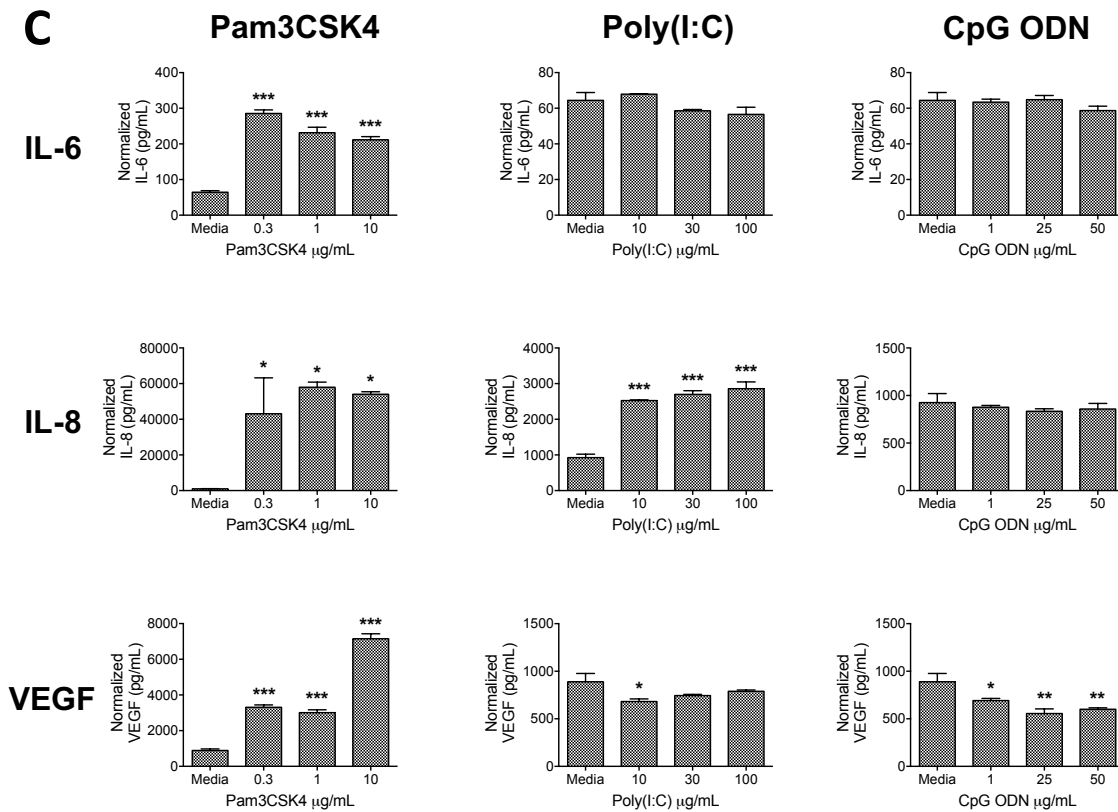 C
Pam3CSK4
Poly(I:C)
CpG ODN
IL-6
Normalized
IL-6 (pg/mL)
400
300
200
100
0
***
***
***
Media 0.3 1 10
Pam3CSK4 μg/mL
Normalized
IL-6 (pg/mL)
80
60
40
20
0
Media 10 30 100
Poly(I:C) μg/mL
Normalized
IL-6 (pg/mL)
80
60
40
20
0
Media 1 25 50
CpG ODN μg/mL
IL-8
Normalized
IL-8 (pg/mL)
80000
60000
40000
20000
0
*
*
*
Media 0.3 1 10
Pam3CSK4 μg/mL
Normalized
IL-8 (pg/mL)
4000
3000
2000
1000
0
***
***
***
Media 10 30 100
Poly(I:C) μg/mL
Normalized
IL-8 (pg/mL)
1500
1000
500
0
Media 1 25 50
CpG ODN μg/mL
VEGF
Normalized
VEGF (pg/mL)
8000
6000
4000
2000
0
***
***
***
Media 0.3 1 10
Pam3CSK4 μg/mL
Normalized
VEGF (pg/mL)
1500
1000
500
0
*
Media 10 30 100
Poly(I:C) μg/mL
Normalized
VEGF (pg/mL)
1500
1000
500
0
*
**
**
Media 1 25 50
CpG ODN μg/mL